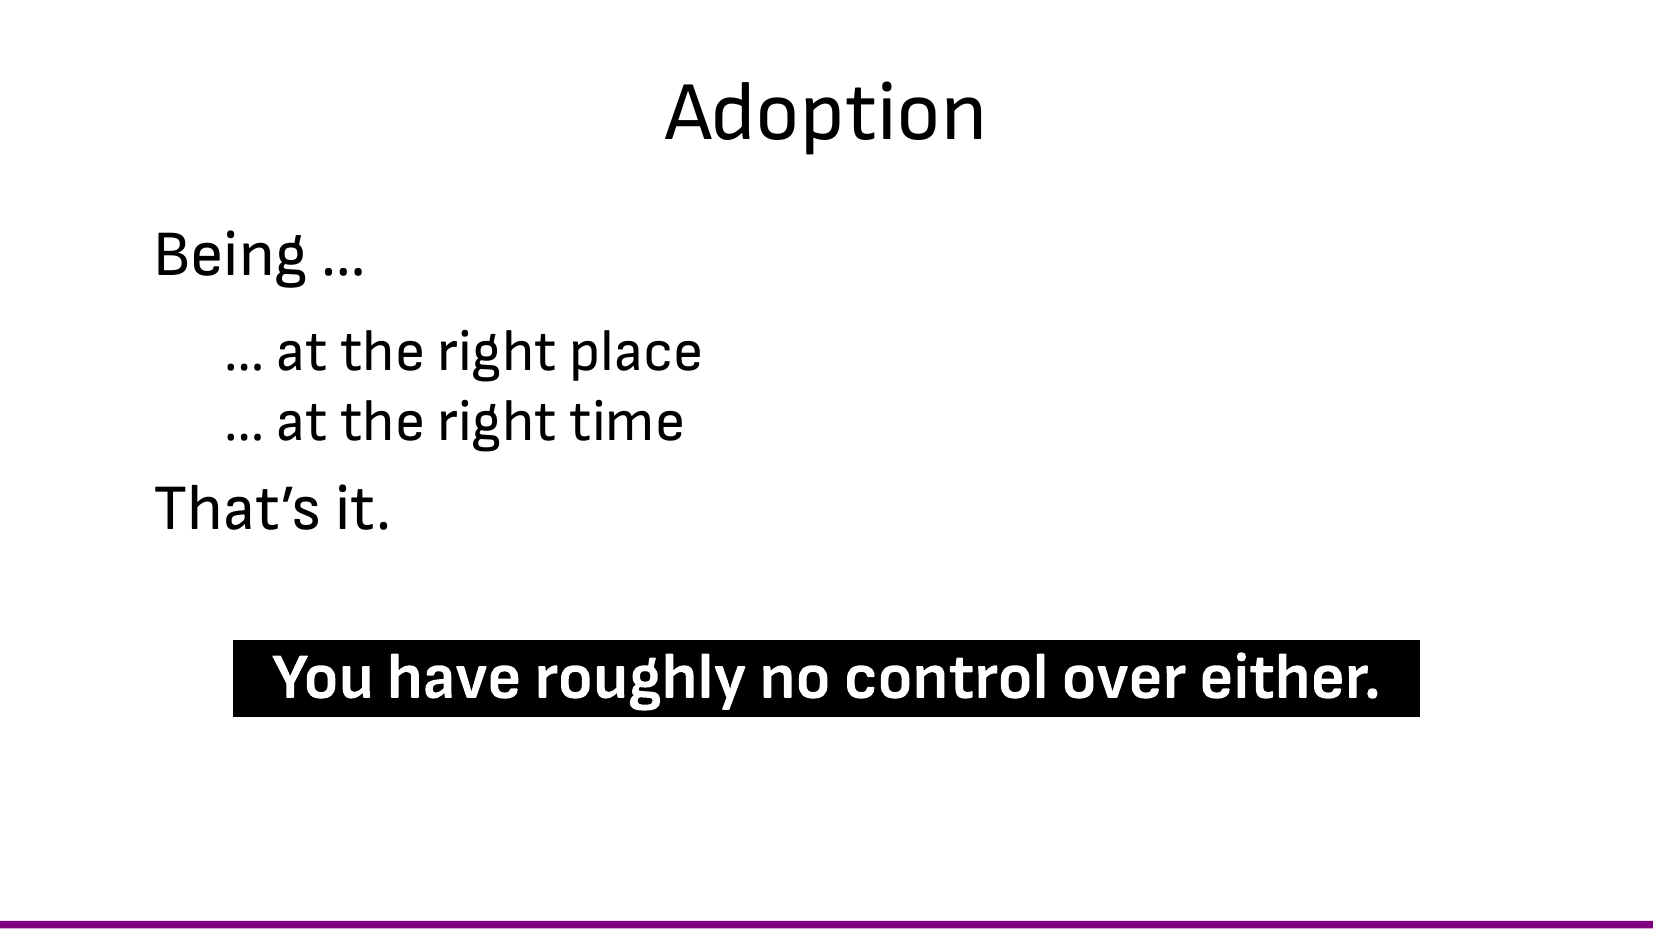 Adoption
Being …
… at the right place
… at the right time
That’s it.
You have roughly no control over either.